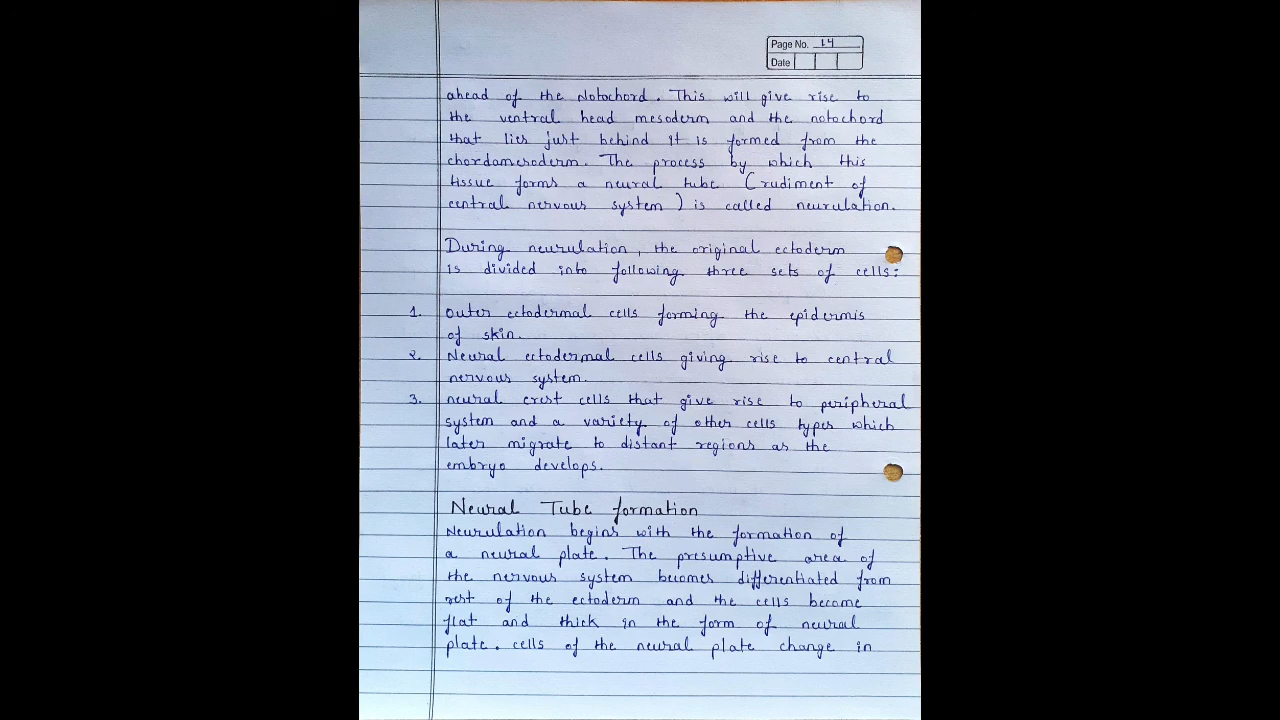 Page No. 14
Date
ahead of the Notochord. This will give rise to
the ventral head mesoderm and the notochord
that lies just behind it is formed from the
chordamesoderm. The process by which this
tissue forms a neural tube (rudiment of
central nervous system) is called neurulation.
During neurulation, the original ectoderm
is divided into following three sets of cells:
1. Outer ectodermal cells forming the epidermis
of skin.
2. Neural ectodermal cells giving rise to central
nervous system.
3. neural crest cells that give rise to peripheral
system and a variety of other cells types which
later migrate to distant regions as the
embryo develops.
Neural Tube formation
Neurulation begins with the formation of
a neural plate. The presumptive area of
the nervous system becomes differentiated from
rest of the ectoderm and the cells become
flat and thick in the form of neural
plate. cells of the neural plate change in